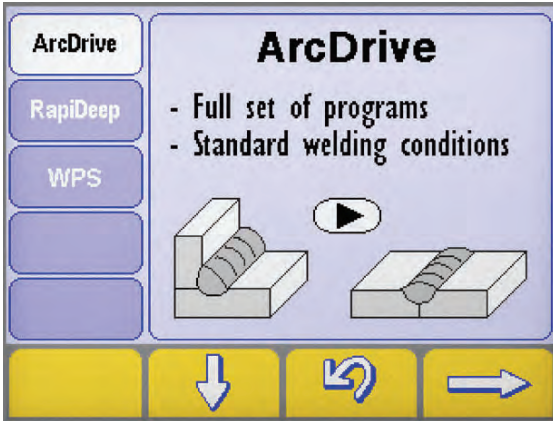 ArcDrive
RapiDeep
WPS
ArcDrive
- Full set of programs
- Standard welding conditions